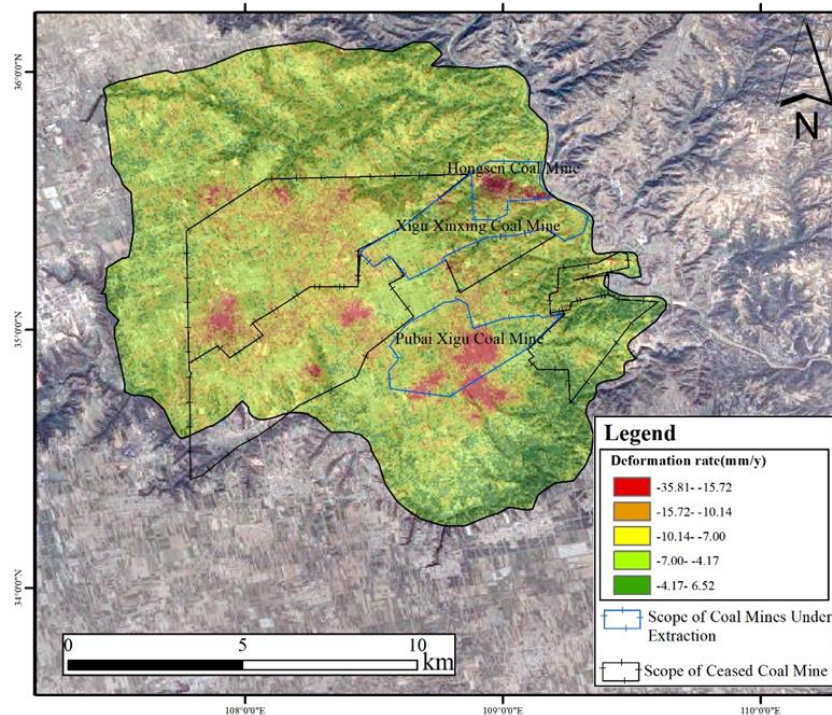 36°0'0"N
35°0'0"N
34°0'0"N
Hongsen Coal Mine
Xigu Xinxing Coal Mine
Pubai Xigu Coal Mine
N
Legend
Deformation rate(mm/y)
-35.81- -15.72
-15.72- -10.14
-10.14- -7.00
-7.00- -4.17
-4.17- 6.52
Scope of Coal Mines Under
Extraction
Scope of Ceased Coal Mine
0 5 10
km
108°0'0"E 109°0'0"E 110°0'0"E